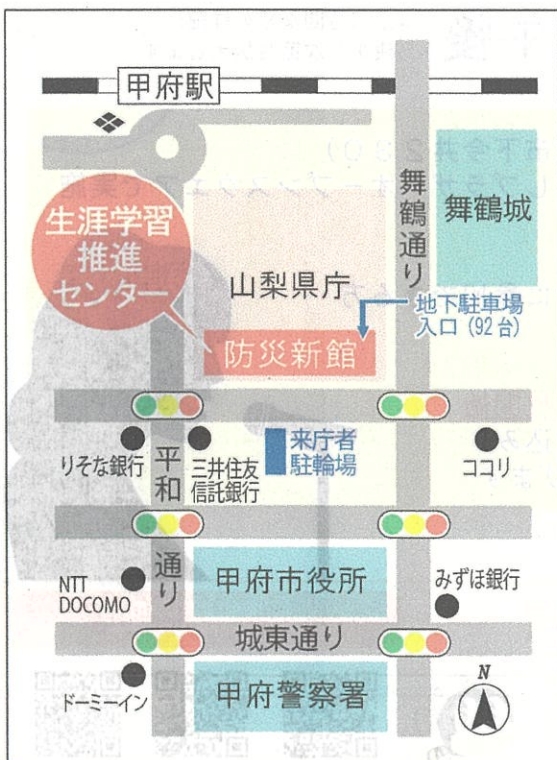 甲府駅
舞鶴城
舞鶴通り
生涯学習
推進
センター
山梨県庁
地下駐車場
入口 (92台)
防災新館
りそな銀行
平和通り
三井住友
信託銀行
来庁者
駐輪場
ココリ
NTT
DOCOMO
甲府市役所
みずほ銀行
城東通り
ドーミーイン
甲府警察署
N